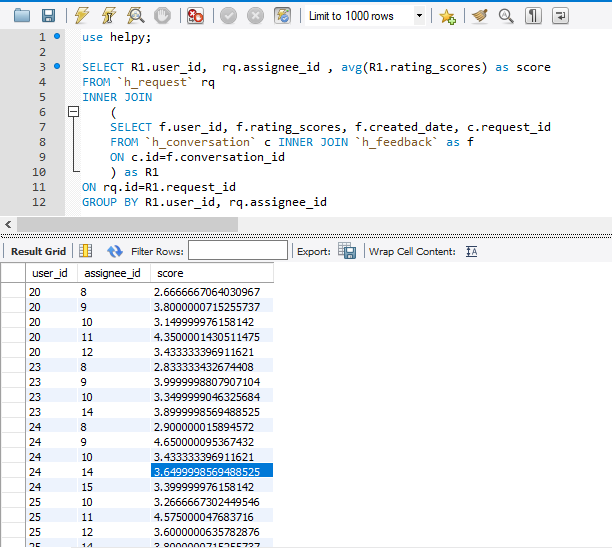 Limit to 1000 rows
1 use helpy;
2
3 SELECT R1.user_id, rq.assignee_id , avg(R1.rating_scores) as score
4 FROM `h_request` rq
5 INNER JOIN
6 (
7 SELECT f.user_id, f.rating_scores, f.created_date, c.request_id
8 FROM `h_conversation` c INNER JOIN `h_feedback` as f
9 ON c.id=f.conversation_id
10 ) as R1
11 ON rq.id=R1.request_id
12 GROUP BY R1.user_id, rq.assignee_id
Result Grid Filter Rows: Export: Wrap Cell Content: IA
user_id assignee_id score
20 8 2.6666667064030967
20 9 3.8000000715255737
20 10 3.149999976158142
20 11 4.3500001430511475
20 12 3.433333396911621
23 8 2.833333432674408
23 9 3.9999998807907104
23 10 3.3499999046325684
23 14 3.8999998569488525
24 8 2.900000015894572
24 9 4.650000095367432
24 10 3.433333396911621
24 14 3.6499998569488525
24 15 3.399999976158142
25 10 3.2666667302449546
25 11 4.575000047683716
25 12 3.6000000635782876
25 14 3.8000000715255737